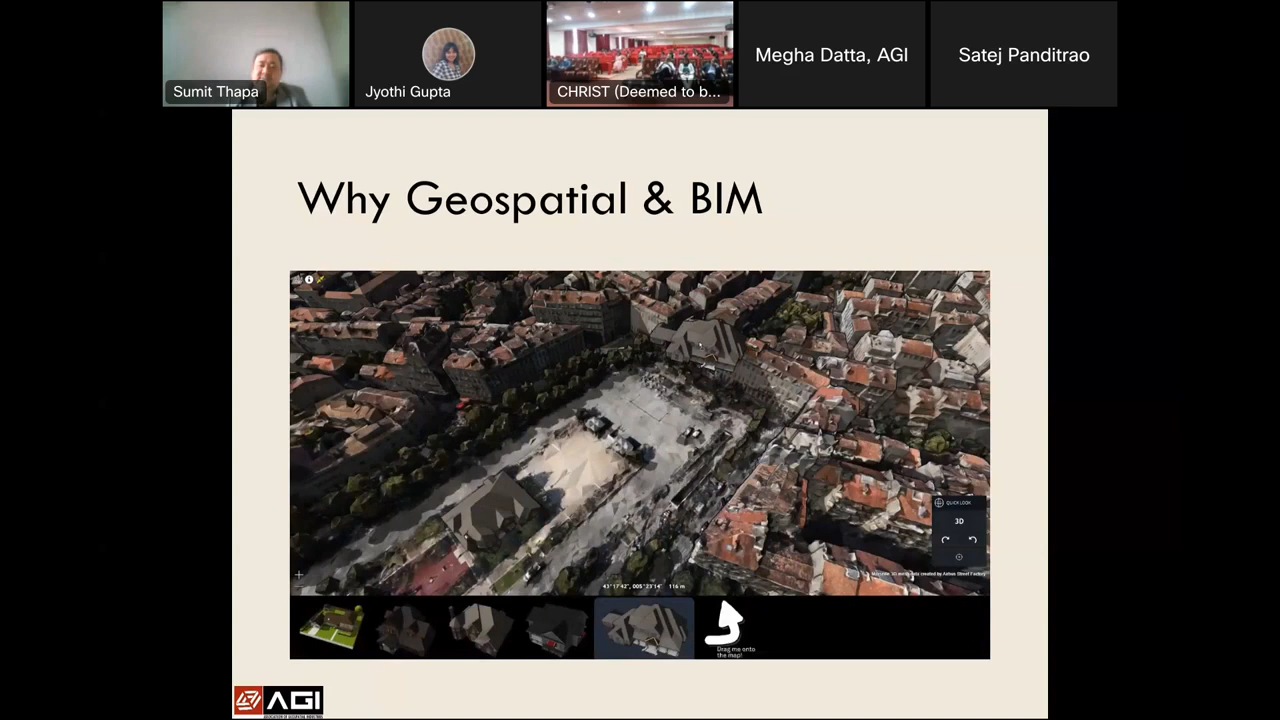 Sumit Thapa
Jyothi Gupta
CHRIST (Deemed to b...
Megha Datta, AGI
Satej Panditrao
Why Geospatial & BIM
QUICK LOOK
3D
Drag me onto
the map!
AGI